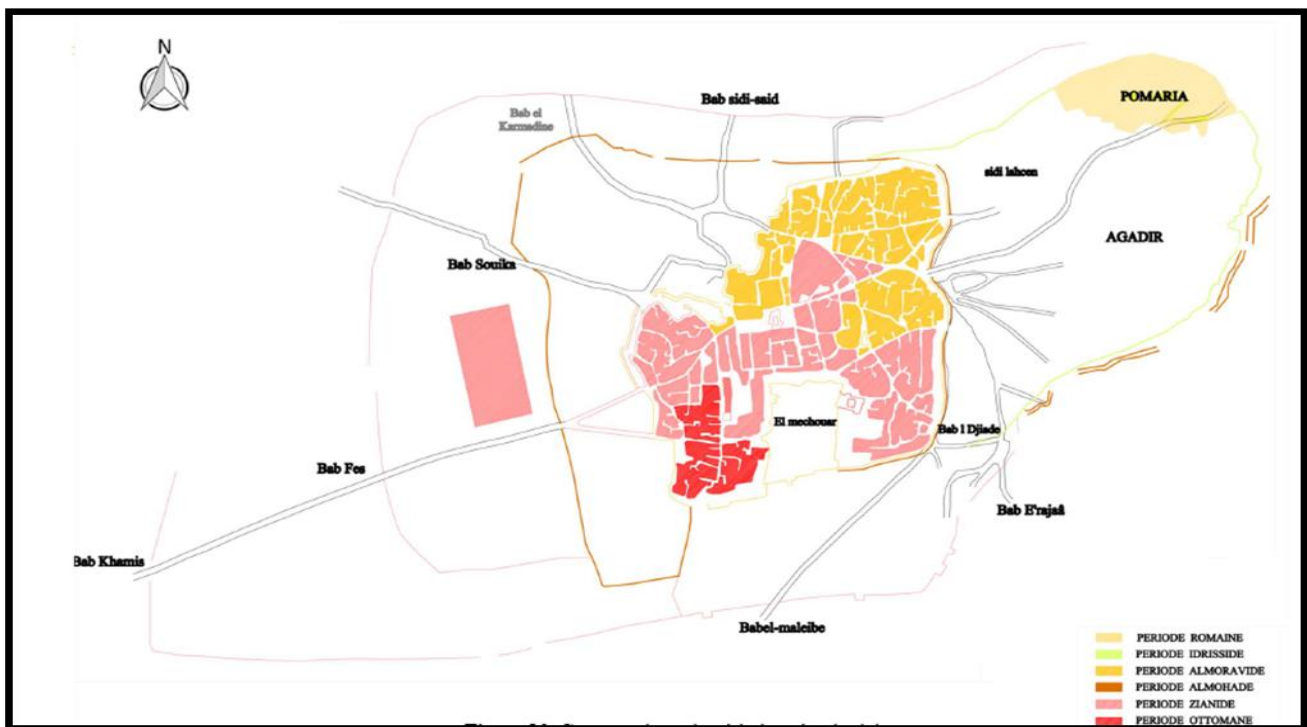 N
Bab el
Karmadine
Bab sidi-said
POMARIA
sidi lahcen
AGADIR
Bab Souika
El mechouar
Bab l Djiade
Bab Fes
Bab E'rajaâ
Bab Khamis
Babel-maleibe
PERIODE ROMAINE
PERIODE IDRISSIDE
PERIODE ALMORAVIDE
PERIODE ALMOHADE
PERIODE ZIANIDE
PERIODE OTTOMANE